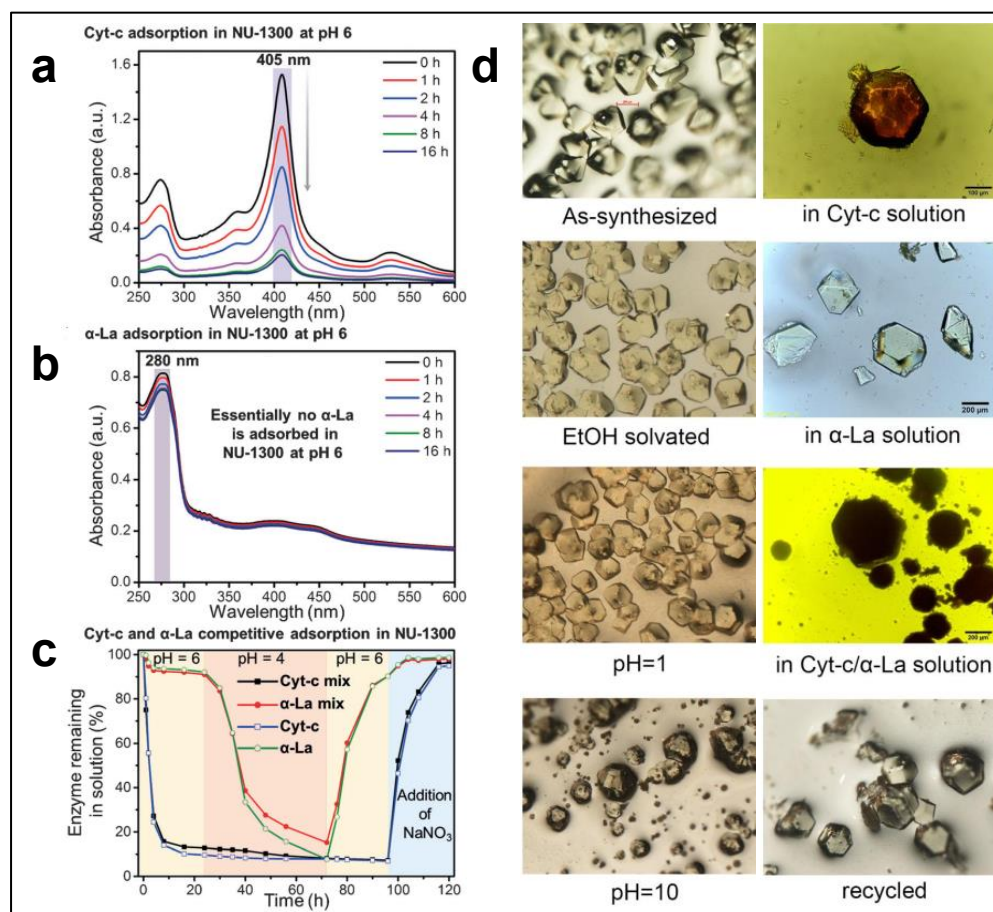 a
Cyt-c adsorption in NU-1300 at pH 6
405 nm
1.6
1.2
0.8
0.4
0.0
Absorbance (a.u.)
0 h
1 h
2 h
4 h
8 h
16 h
250 300 350 400 450 500 550 600
Wavelength (nm)
b
α-La adsorption in NU-1300 at pH 6
280 nm
0.8
0.6
0.4
0.2
0.0
Absorbance (a.u.)
Essentially no α-La
is adsorbed in
NU-1300 at pH 6
0 h
1 h
2 h
4 h
8 h
16 h
250 300 350 400 450 500 550 600
Wavelength (nm)
c
Cyt-c and α-La competitive adsorption in NU-1300
100
80
60
40
20
0
Enzyme remaining
in solution (%)
pH = 6
pH = 4
pH = 6
Cyt-c mix
α-La mix
Cyt-c
α-La
Addition
of
NaNO₃
0 20 40 60 80 100 120
Time (h)
d
As-synthesized
100 µm
in Cyt-c solution
EtOH solvated
200 µm
in α-La solution
pH=1
200 µm
in Cyt-c/α-La solution
pH=10
recycled